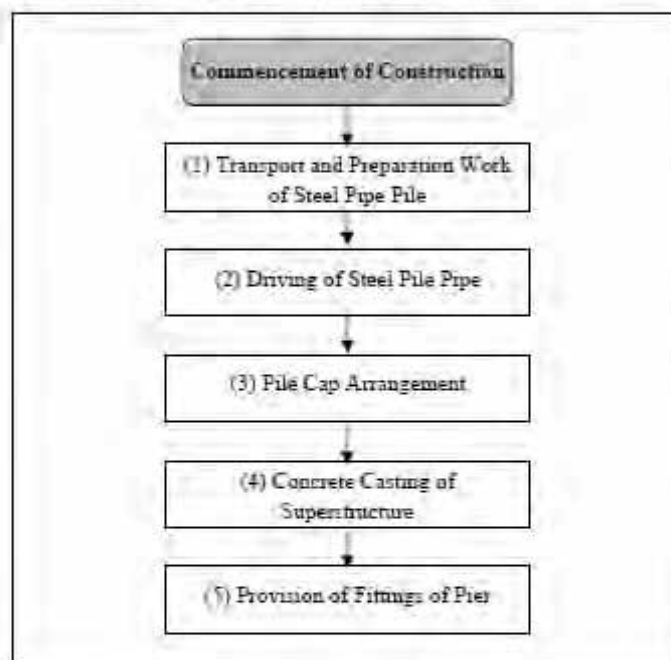 Commencement of Construction
(1) Transport and Preparation Work
of Steel Pipe Pile
(2) Driving of Steel Pile Pipe
(3) Pile Cap Arrangement
(4) Concrete Casting of
Superstructure
(5) Provision of Fittings of Pier